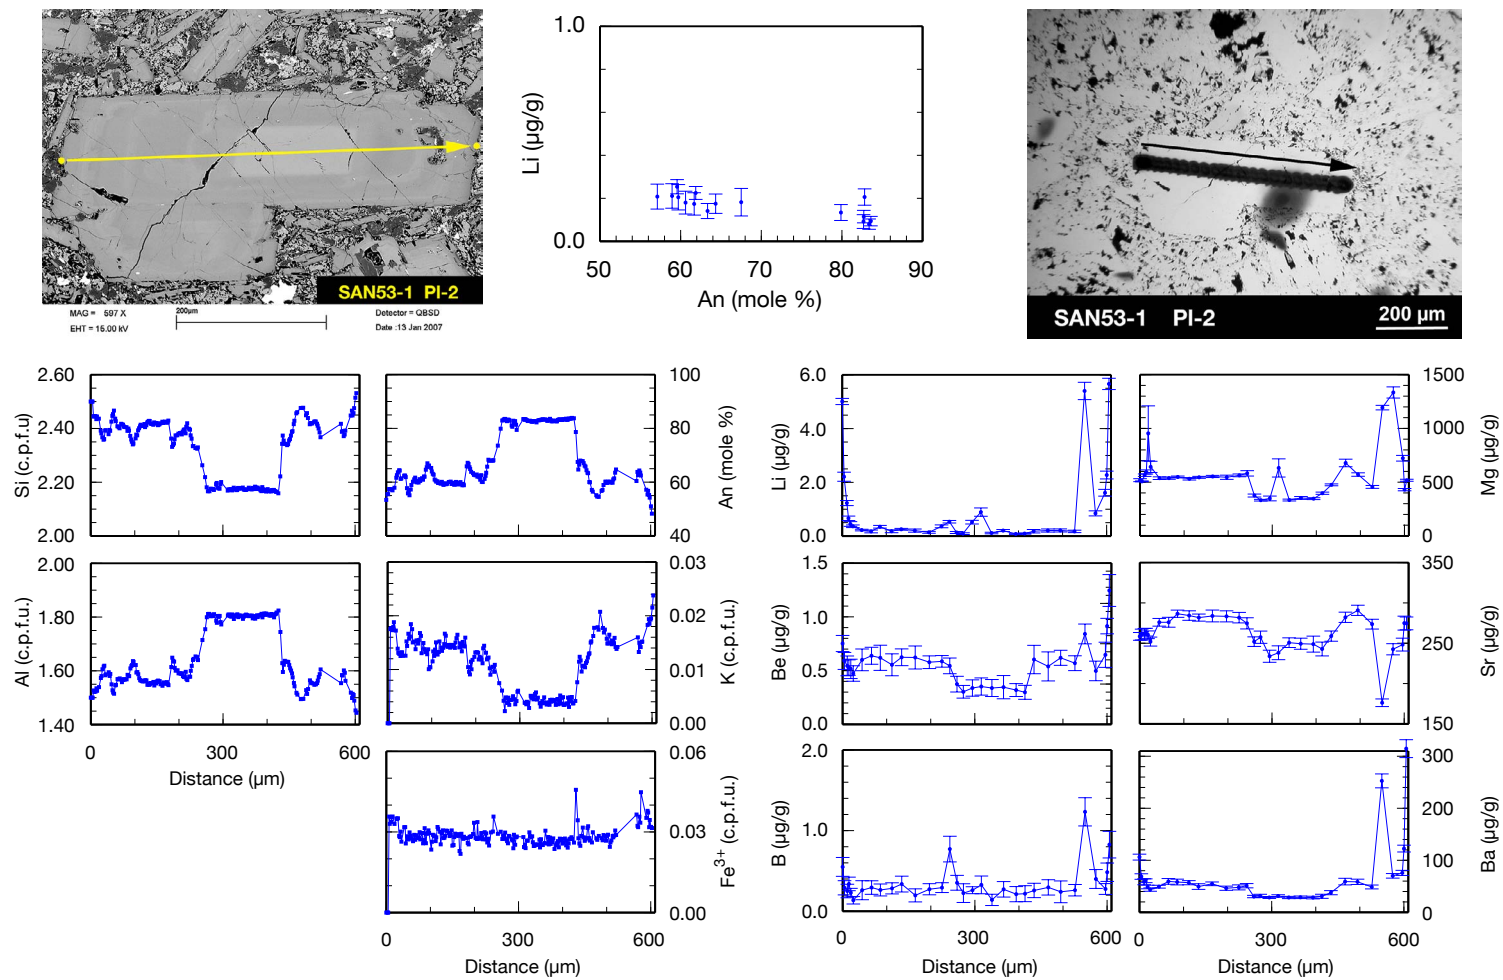 1.0
Li (µg/g)
0.0
50 60 70 80 90
An (mole %)
SAN53-1 PI-2
MAG = 597 X
200µm
Detector = QBSD
EHT = 15.00 kV
Date :13 Jan 2007
SAN53-1 PI-2
200 µm
2.60
2.40
2.20
2.00
Si (c.p.f.u)
100
80
60
40
An (mole %)
6.0
4.0
2.0
0.0
Li (µg/g)
1500
1000
500
0
Mg (µg/g)
2.00
1.80
1.60
1.40
Al (c.p.f.u.)
0 300 600
Distance (µm)
0.03
0.02
0.01
0.00
K (c.p.f.u.)
1.5
1.0
0.5
0.0
Be (µg/g)
350
250
150
Sr (µg/g)
0.06
0.03
0.00
Fe3+ (c.p.f.u.)
0 300 600
Distance (µm)
2.0
1.0
0.0
B (µg/g)
0 300 600
Distance (µm)
300
200
100
0
Ba (µg/g)
0 300 600
Distance (µm)